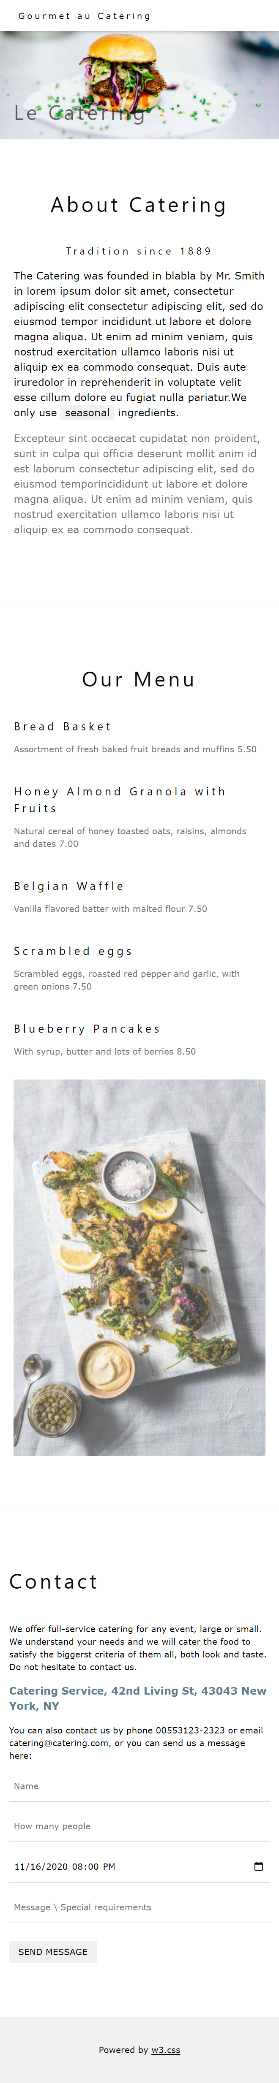 Gourmet au Catering
Le Catering
About Catering
Tradition since 1889
The Catering was founded in blabla by Mr. Smith
in lorem ipsum dolor sit amet, consectetur
adipiscing elit consectetur adipiscing elit, sed do
eiusmod tempor incididunt ut labore et dolore
magna aliqua. Ut enim ad minim veniam, quis
nostrud exercitation ullamco laboris nisi ut
aliquip ex ea commodo consequat. Duis aute
iruredolor in reprehenderit in voluptate velit
esse cillum dolore eu fugiat nulla pariatur.We
only use seasonal ingredients.
Excepteur sint occaecat cupidatat non proident,
sunt in culpa qui officia deserunt mollit anim id
est laborum consectetur adipiscing elit, sed do
eiusmod temporincididunt ut labore et dolore
magna aliqua. Ut enim ad minim veniam, quis
nostrud exercitation ullamco laboris nisi ut
aliquip ex ea commodo consequat.
Our Menu
Bread Basket
Assortment of fresh baked fruit breads and muffins 5.50
Honey Almond Granola with
Fruits
Natural cereal of honey toasted oats, raisins, almonds
and dates 7.00
Belgian Waffle
Vanilla flavored batter with malted flour 7.50
Scrambled eggs
Scrambled eggs, roasted red pepper and garlic, with
green onions 7.50
Blueberry Pancakes
With syrup, butter and lots of berries 8.50
Contact
We offer full-service catering for any event, large or small.
We understand your needs and we will cater the food to
satisfy the biggerst criteria of them all, both look and taste.
Do not hesitate to contact us.
Catering Service, 42nd Living St, 43043 New
York, NY
You can also contact us by phone 00553123-2323 or email
catering@catering.com, or you can send us a message
here:
Name
How many people
11/16/2020 08:00 PM
Message \ Special requirements
SEND MESSAGE
Powered by w3.css